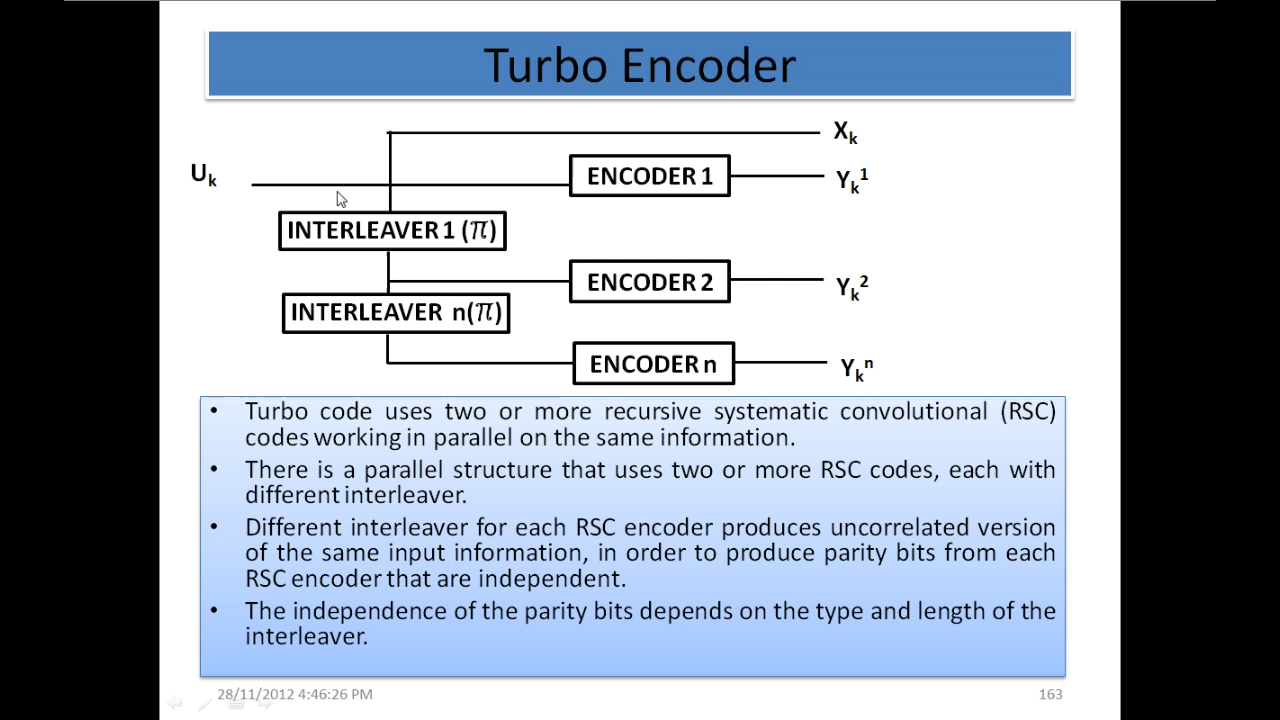 Turbo Encoder
Xk
Uk
ENCODER 1
Yk1
INTERLEAVER 1 (π)
ENCODER 2
Yk2
INTERLEAVER n(π)
ENCODER n
Ykn
• Turbo code uses two or more recursive systematic convolutional (RSC)
codes working in parallel on the same information.
• There is a parallel structure that uses two or more RSC codes, each with
different interleaver.
• Different interleaver for each RSC encoder produces uncorrelated version
of the same input information, in order to produce parity bits from each
RSC encoder that are independent.
• The independence of the parity bits depends on the type and length of the
interleaver.
28/11/2012 4:46:26 PM
163